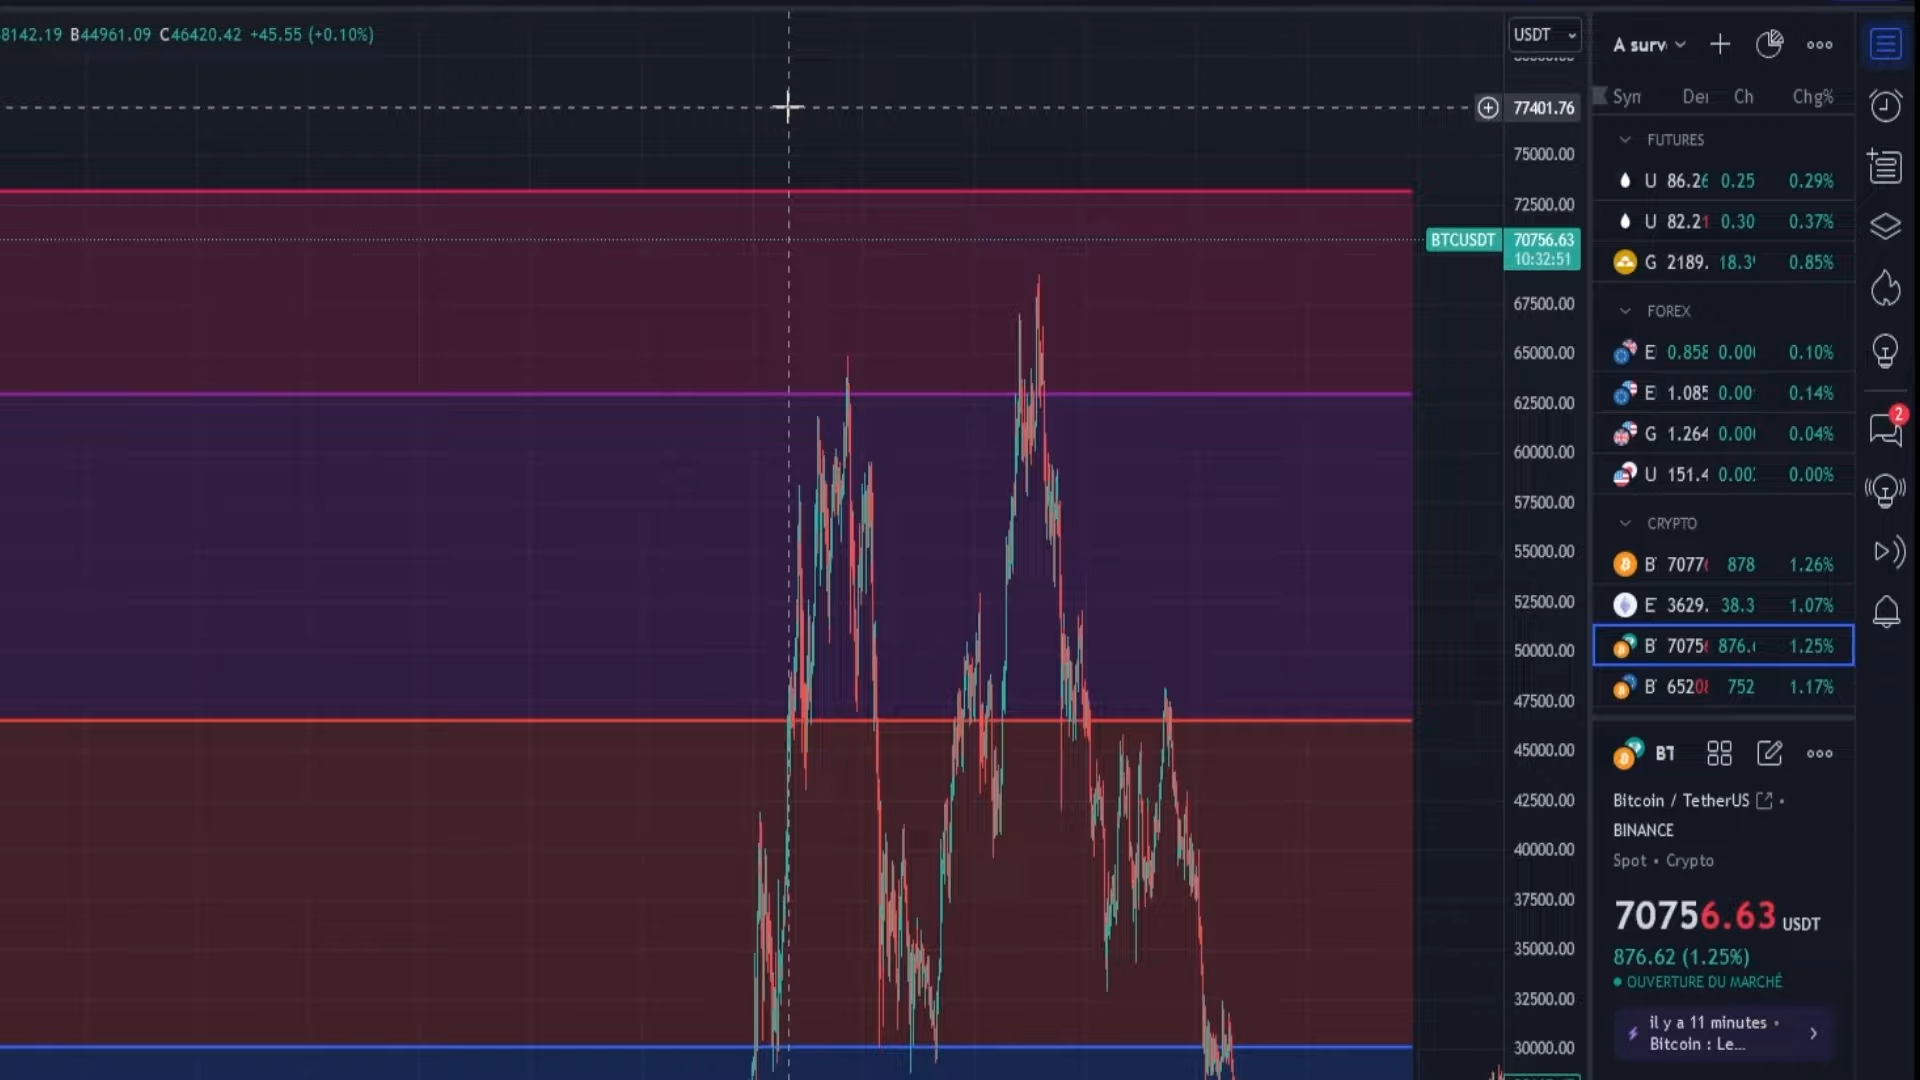 8142.19 B44961.09 C46420.42 +45.55 (+0.10%)
USDT
77401.76
75000.00
72500.00
BTCUSDT 70756.63
10:32:51
67500.00
65000.00
62500.00
60000.00
57500.00
55000.00
52500.00
50000.00
47500.00
45000.00
42500.00
40000.00
37500.00
35000.00
32500.00
30000.00
A surv
Syn Der Ch Chg%
FUTURES
U 86.26 0.25 0.29%
U 82.21 0.30 0.37%
G 2189. 18.3 0.85%
FOREX
E 0.858 0.00 0.10%
E 1.085 0.00 0.14%
G 1.264 0.00 0.04%
U 151.4 0.00 0.00%
2
CRYPTO
B 7077 878 1.26%
E 3629. 38.3 1.07%
B 7075 876. 1.25%
B 6520 752 1.17%
BT
Bitcoin / TetherUS •
BINANCE
Spot • Crypto
70756.63 USDT
876.62 (1.25%)
OUVERTURE DU MARCHÉ
il y a 11 minutes •
Bitcoin : Le...